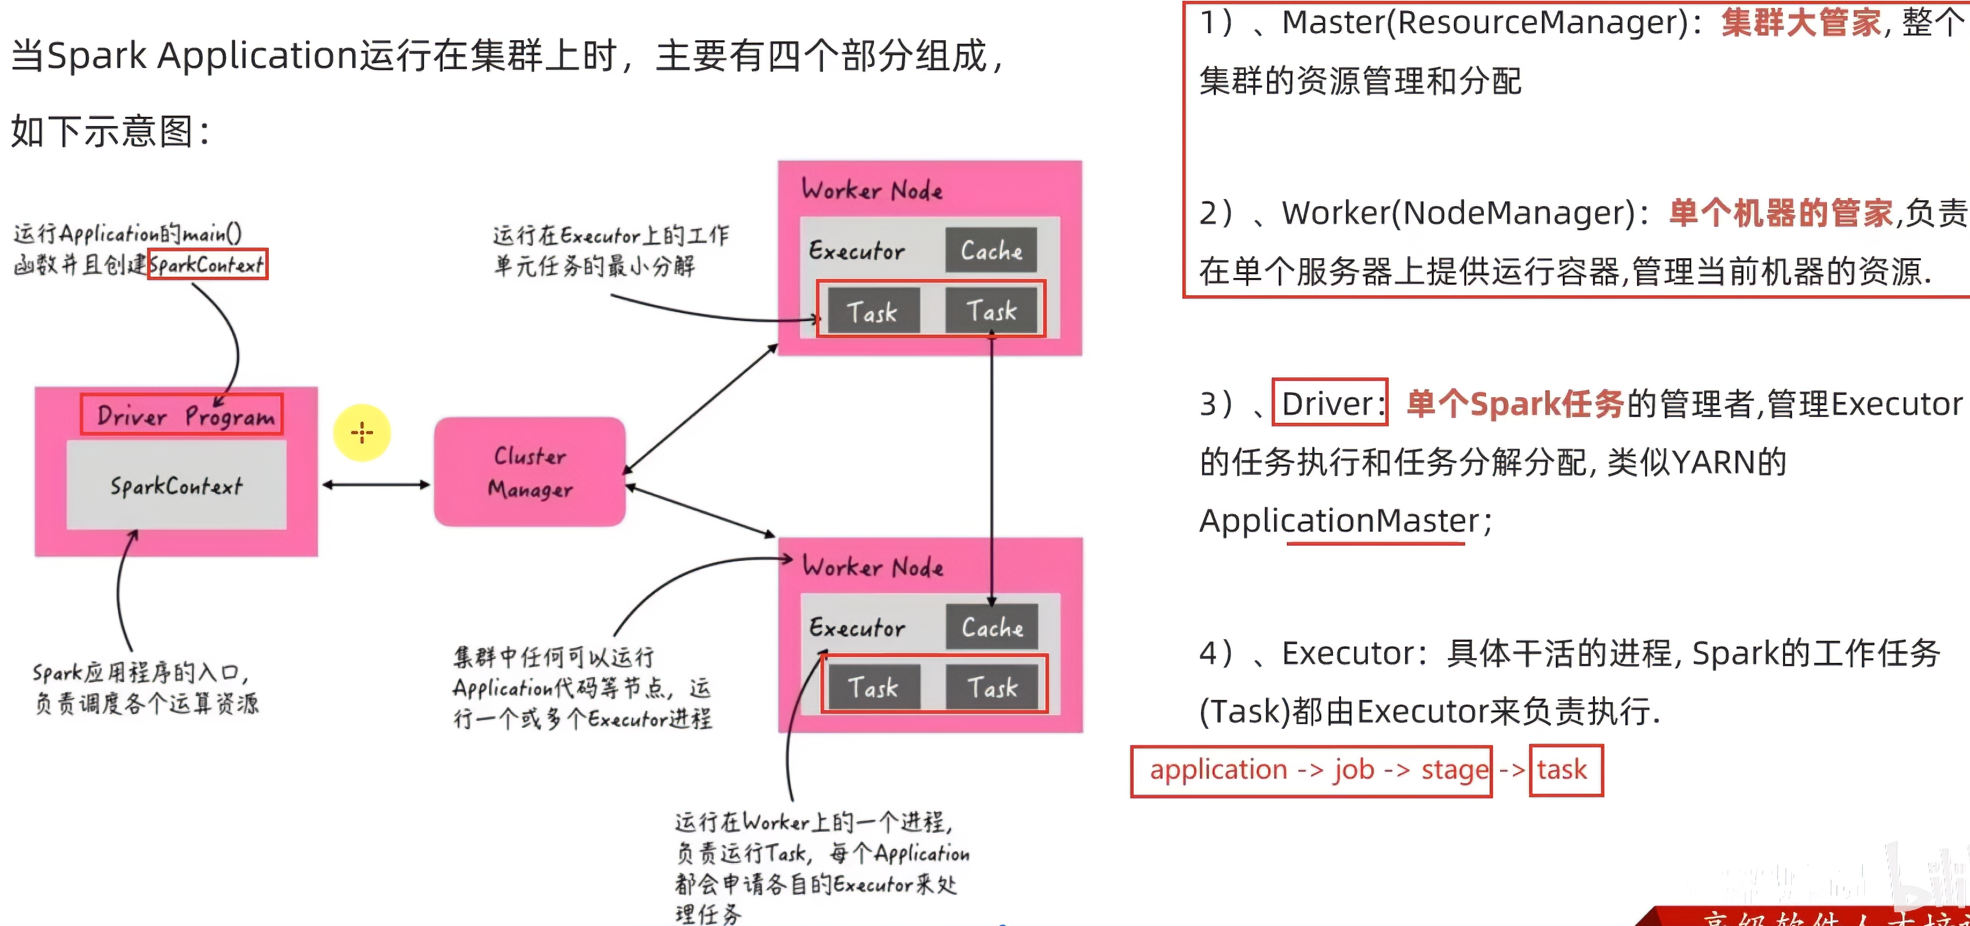 当Spark Application运行在集群上时，主要有四个部分组成，
如下示意图：
运行Application的main()
函数并且创建SparkContext
Driver Program
SparkContext
Spark应用程序的入口，
负责调度各个运算资源
Cluster
Manager
运行在Executor上的工作
单元任务的最小分解
Worker Node
Executor
Cache
Task
Task
集群中任何可以运行
Application代码等节点，运
行一个或多个Executor进程
Worker Node
Executor
Cache
Task
Task
运行在Worker上的一个进程，
负责运行Task，每个Application
都会申请各自的Executor来处
理任务
1）、Master(ResourceManager)：集群大管家, 整个
集群的资源管理和分配
2）、Worker(NodeManager)：单个机器的管家,负责
在单个服务器上提供运行容器,管理当前机器的资源.
3）、Driver：单个Spark任务的管理者,管理Executor
的任务执行和任务分解分配, 类似YARN的
ApplicationMaster；
4）、Executor：具体干活的进程, Spark的工作任务
(Task)都由Executor来负责执行.
application -> job -> stage -> task